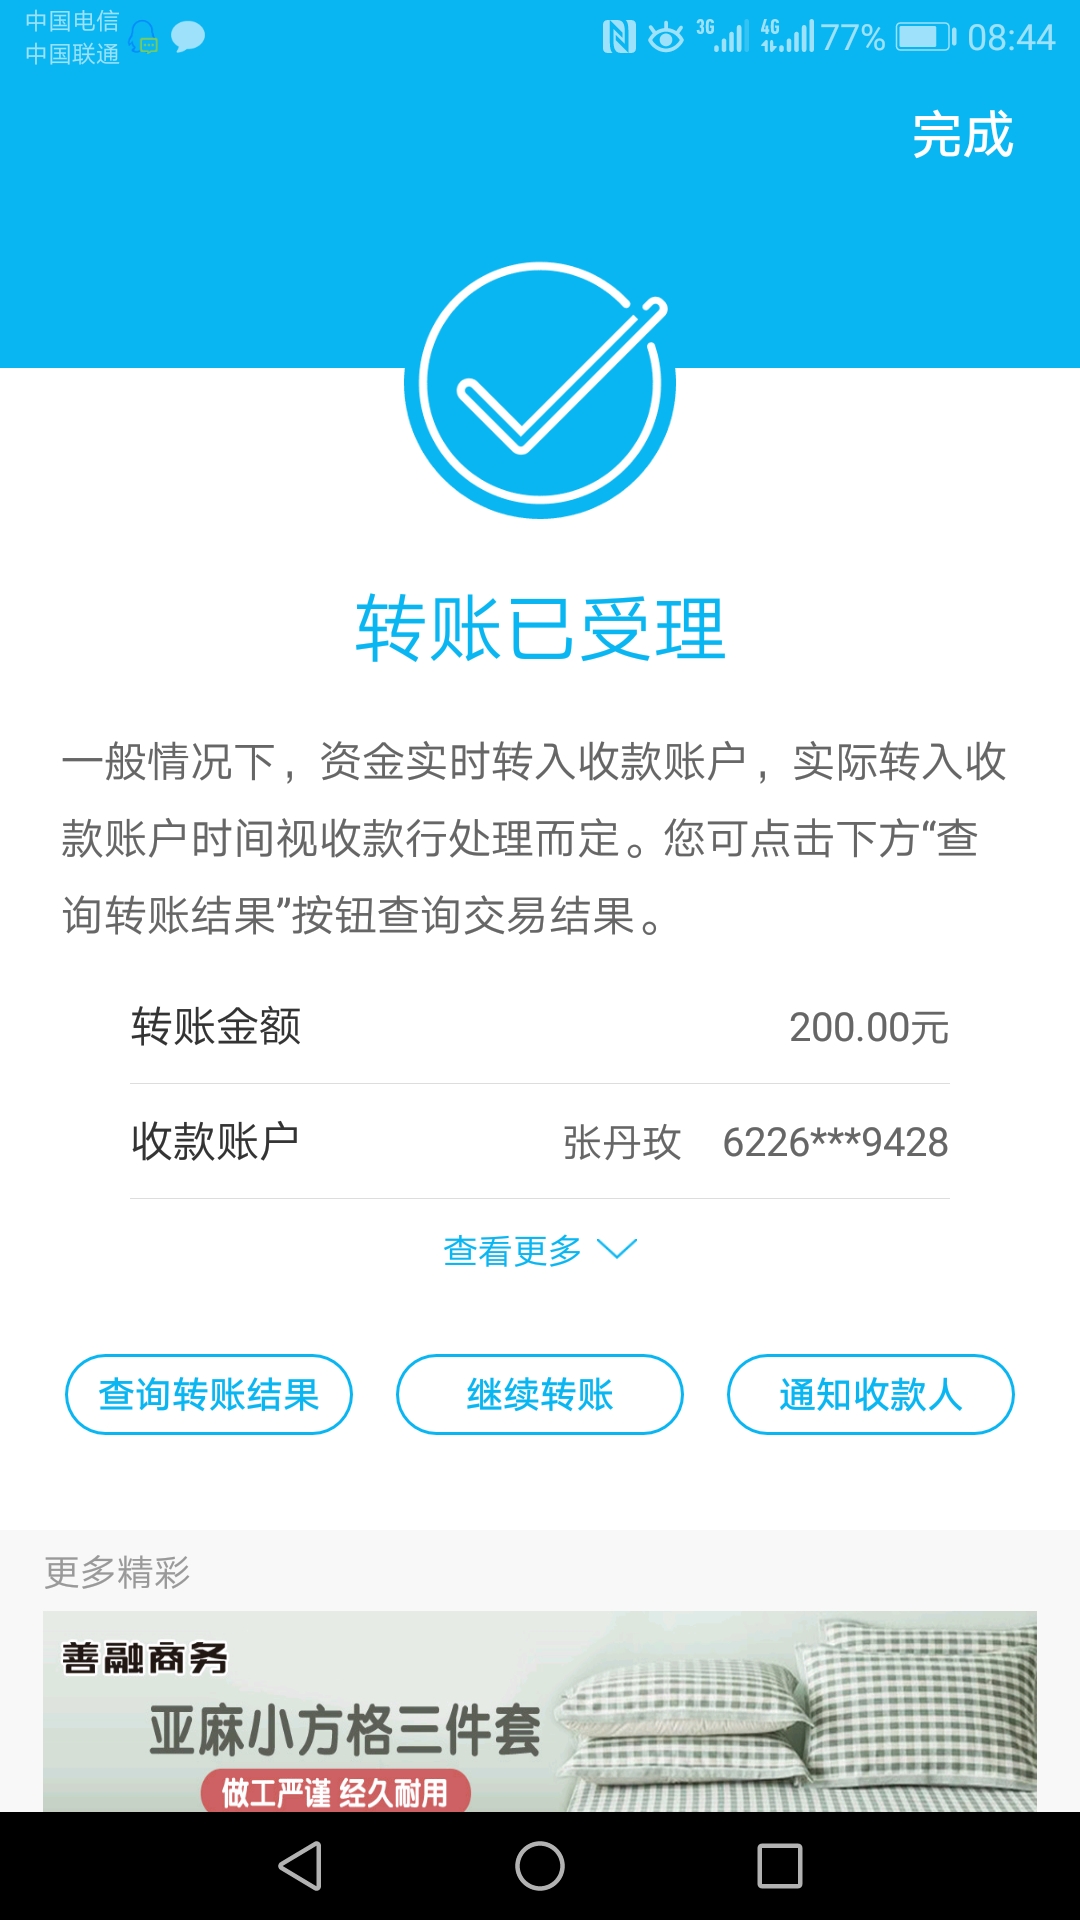 中国电信
中国联通
3G 4G 77% 08:44
完成
转账已受理
一般情况下，资金实时转入收款账户，实际转入收
款账户时间视收款行处理而定。您可点击下方“查
询转账结果”按钮查询交易结果。
转账金额 200.00元
收款账户 张丹玫 6226***9428
查看更多
查询转账结果 继续转账 通知收款人
更多精彩
善融商务
亚麻小方格三件套
做工严谨 经久耐用